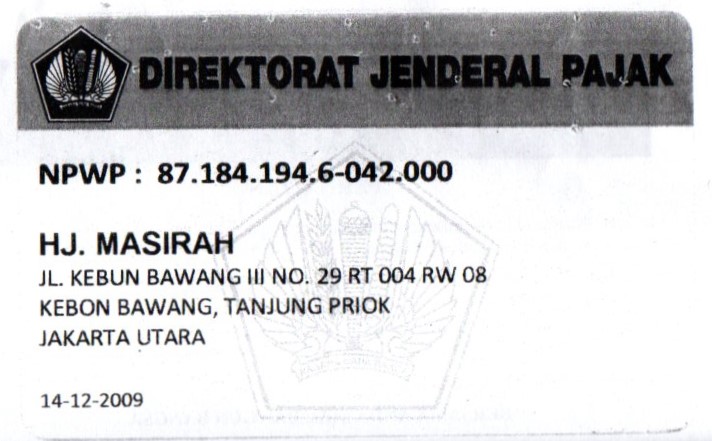 DIREKTORAT JENDERAL PAJAK
NPWP : 87.184.194.6-042.000
HJ. MASIRAH
JL. KEBUN BAWANG III NO. 29 RT 004 RW 08
KEBON BAWANG, TANJUNG PRIOK
JAKARTA UTARA
14-12-2009